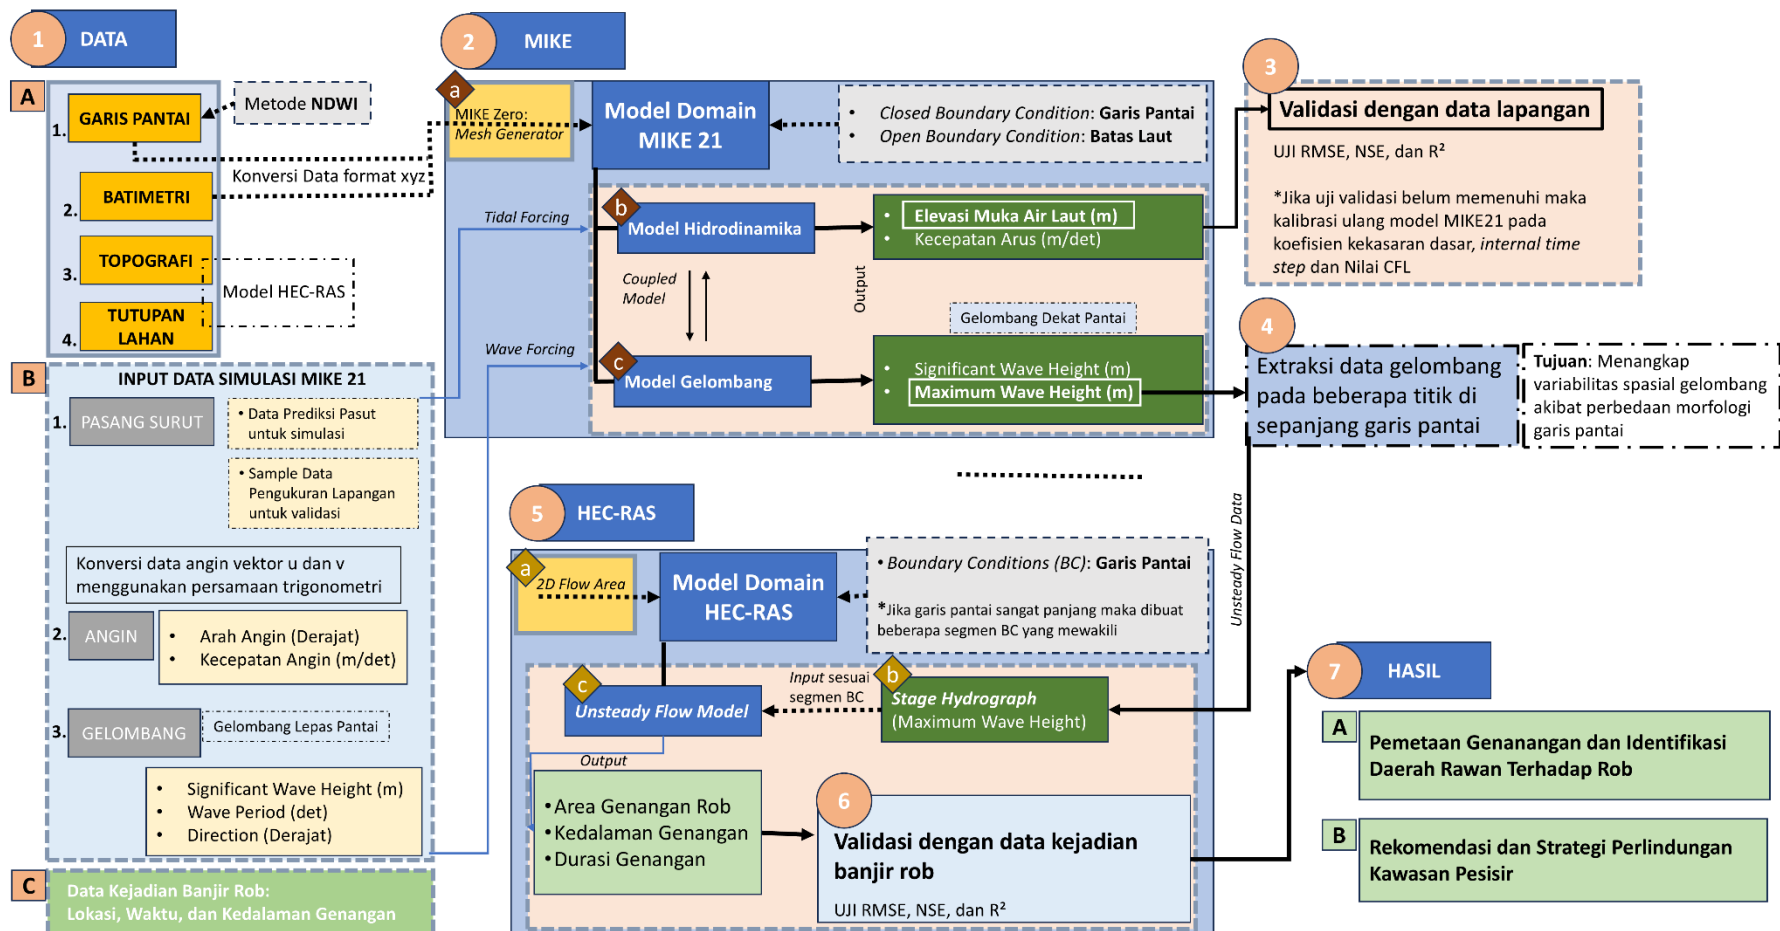 1 DATA
A
1. GARIS PANTAI
Metode NDWI
Konversi Data format xyz
2. BATIMETRI
3. TOPOGRAFI
Model HEC-RAS
4. TUTUPAN
LAHAN
B
INPUT DATA SIMULASI MIKE 21
1. PASANG SURUT
• Data Prediksi Pasut
untuk simulasi
• Sample Data
Pengukuran Lapangan
untuk validasi
Konversi data angin vektor u dan v
menggunakan persamaan trigonometri
2. ANGIN
• Arah Angin (Derajat)
• Kecepatan Angin (m/det)
3. GELOMBANG
Gelombang Lepas Pantai
• Significant Wave Height (m)
• Wave Period (det)
• Direction (Derajat)
C
Data Kejadian Banjir Rob:
Lokasi, Waktu, dan Kedalaman Genangan
2 MIKE
a
MIKE Zero:
Mesh Generator
Model Domain
MIKE 21
• Closed Boundary Condition: Garis Pantai
• Open Boundary Condition: Batas Laut
Tidal Forcing
b
Model Hidrodinamika
• Elevasi Muka Air Laut (m)
• Kecepatan Arus (m/det)
Coupled
Model
Output
Gelombang Dekat Pantai
Wave Forcing
c
Model Gelombang
• Significant Wave Height (m)
• Maximum Wave Height (m)
3
Validasi dengan data lapangan
UJI RMSE, NSE, dan R²
*Jika uji validasi belum memenuhi maka
kalibrasi ulang model MIKE21 pada
koefisien kekasaran dasar, internal time
step dan Nilai CFL
4
Extraksi data gelombang
pada beberapa titik di
sepanjang garis pantai
Tujuan: Menangkap
variabilitas spasial gelombang
akibat perbedaan morfologi
garis pantai
Unsteady Flow Data
5 HEC-RAS
a
2D Flow Area
Model Domain
HEC-RAS
• Boundary Conditions (BC): Garis Pantai
*Jika garis pantai sangat panjang maka dibuat
beberapa segmen BC yang mewakili
c
Unsteady Flow Model
Input sesuai
segmen BC
b
Stage Hydrograph
(Maximum Wave Height)
Output
• Area Genangan Rob
• Kedalaman Genangan
• Durasi Genangan
6
Validasi dengan data kejadian
banjir rob
UJI RMSE, NSE, dan R²
7 HASIL
A
Pemetaan Genanangan dan Identifikasi
Daerah Rawan Terhadap Rob
B
Rekomendasi dan Strategi Perlindungan
Kawasan Pesisir